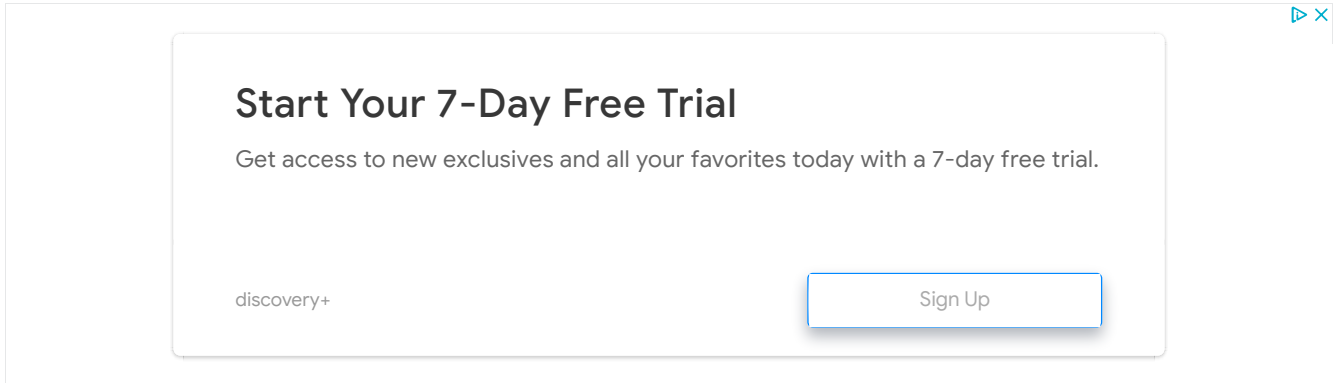 Start Your 7-Day Free Trial
Get access to new exclusives and all your favorites today with a 7-day free trial.
discovery+
Sign Up